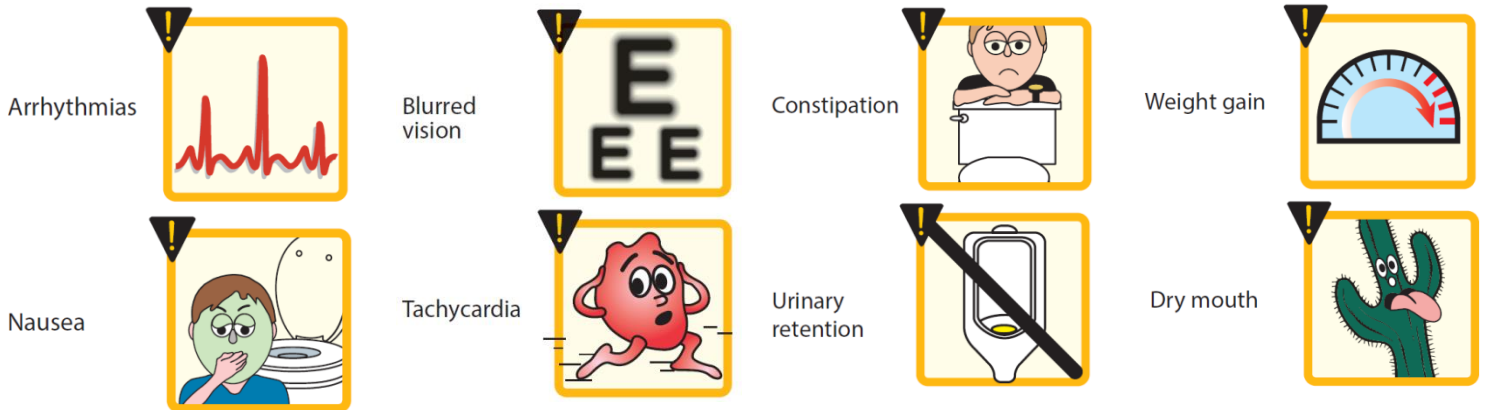 Arrhythmias
Blurred
vision
E
E E
Constipation
Weight gain
Nausea
Tachycardia
Urinary
retention
Dry mouth